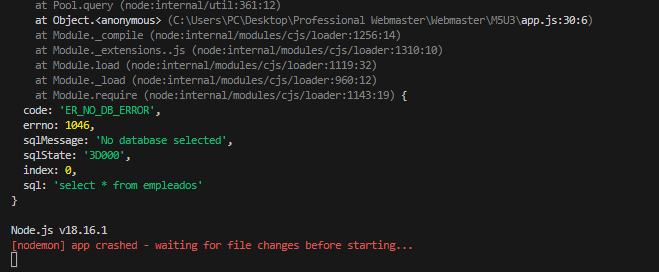 at Pool.query (node:internal/util:361:12)
at Object.<anonymous> (C:\Users\PC\Desktop\Professional Webmaster\Webmaster\M5U3\app.js:30:6)
at Module._compile (node:internal/modules/cjs/loader:1256:14)
at Module._extensions..js (node:internal/modules/cjs/loader:1310:10)
at Module.load (node:internal/modules/cjs/loader:1119:32)
at Module._load (node:internal/modules/cjs/loader:960:12)
at Module.require (node:internal/modules/cjs/loader:1143:19) {
code: 'ER_NO_DB_ERROR',
errno: 1046,
sqlMessage: 'No database selected',
sqlState: '3D000',
index: 0,
sql: 'select * from empleados'
}
Node.js v18.16.1
[nodemon] app crashed - waiting for file changes before starting...